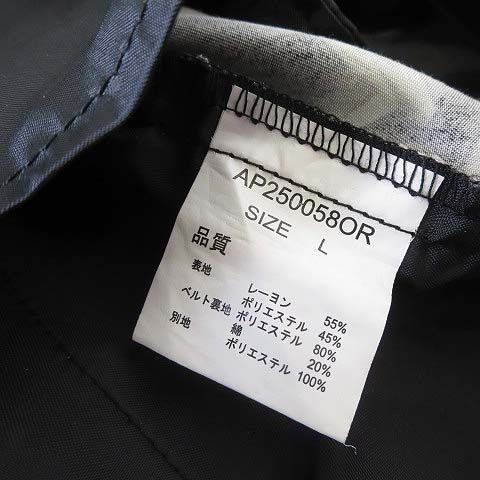 AP250058OR
SIZE L
品質
表地 レーヨン 55%
ポリエステル 45%
ベルト裏地 ポリエステル 80%
綿 20%
別地 ポリエステル 100%